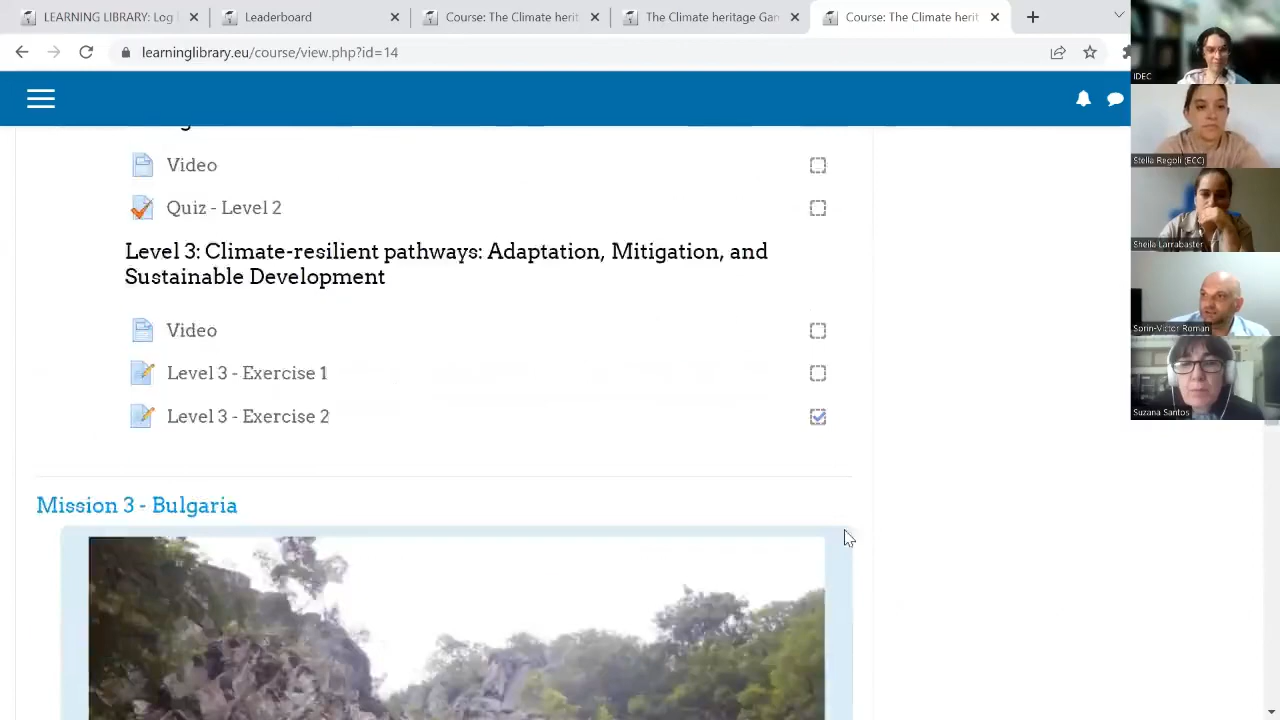 LEARNING LIBRARY: Log
Leaderboard
Course: The Climate herit
The Climate heritage Gam
Course: The Climate herit
learninglibrary.eu/course/view.php?id=14
Video
Quiz - Level 2
Level 3: Climate-resilient pathways: Adaptation, Mitigation, and
Sustainable Development
Video
Level 3 - Exercise 1
Level 3 - Exercise 2
Mission 3 - Bulgaria
IDEC
Stella Regoli (ECC)
Sheila Larrabaster
Sorin-Victor Roman
Suzana Santos